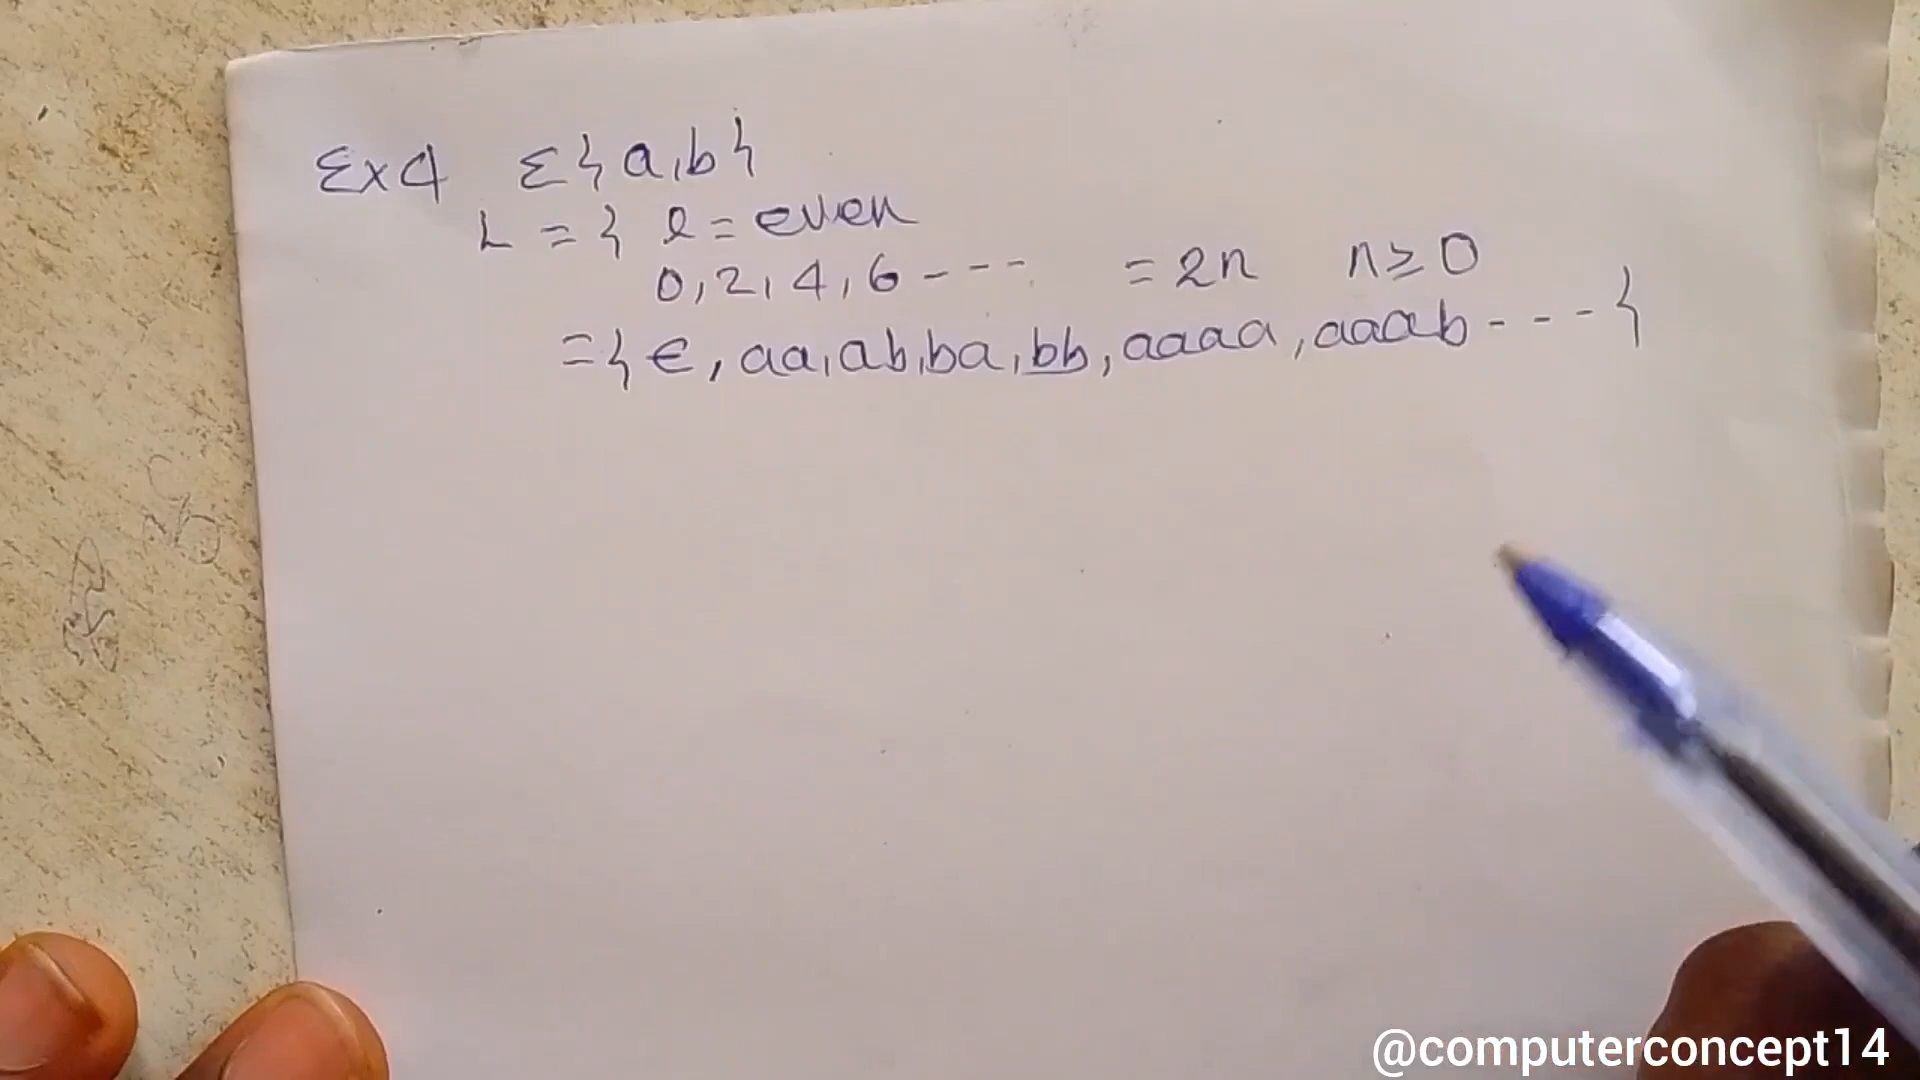 Ex4 Σ{a,b}
L = { l = even
0, 2, 4, 6 - - - = 2n n ≥ 0
= { ϵ, aa, ab, ba, bb, aaaa, aaab - - - - }
@computerconcept14